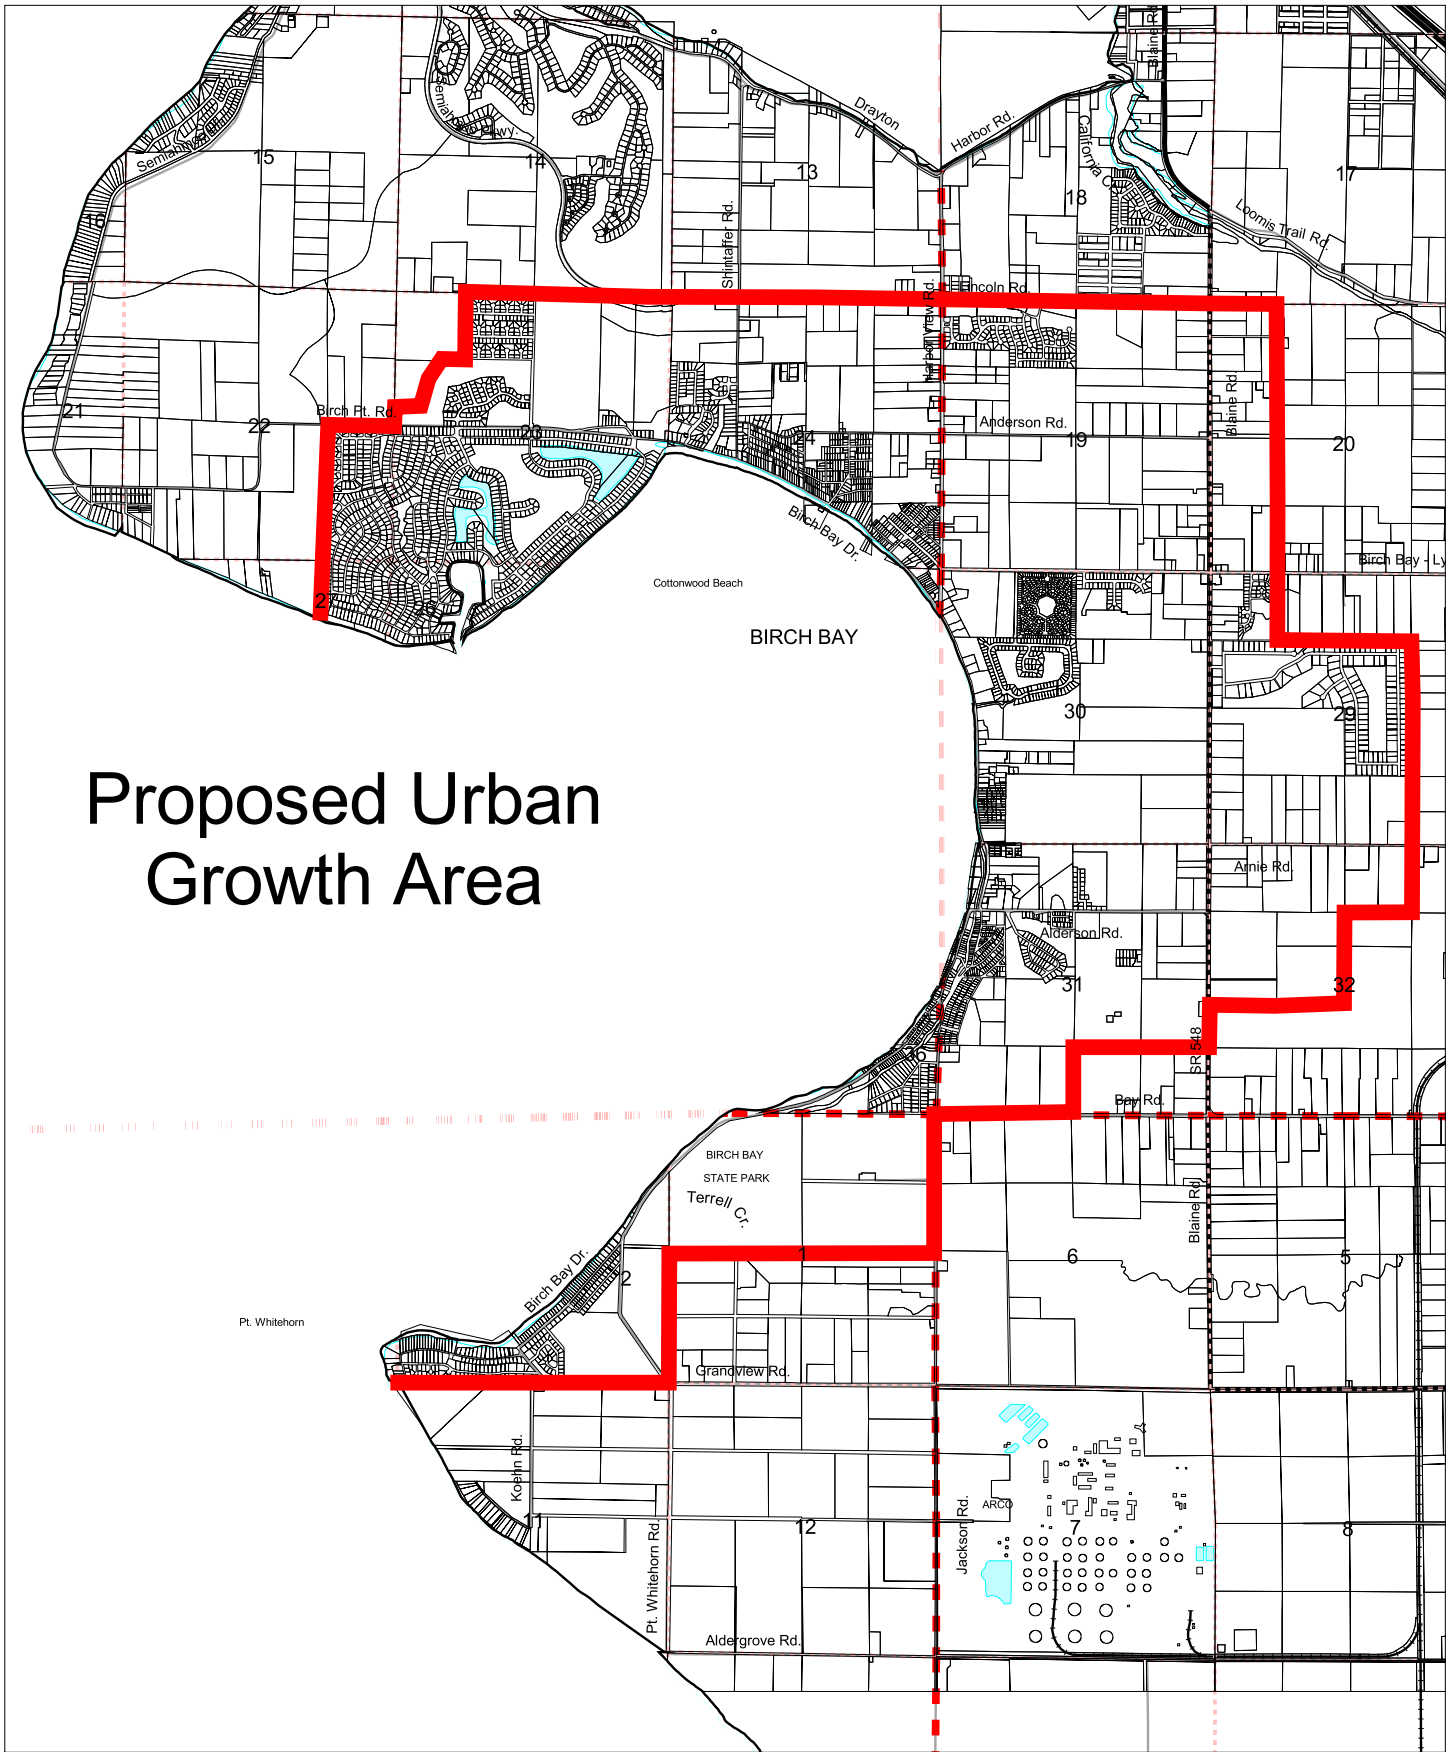 Blaine Rd.
Drayton
Harbor Rd.
Semiahmoo Pkwy.
California Cr.
15
14
13
18
17
16
Shintaffer Rd.
Loomis Trail Rd.
Harbor View Rd.
Lincoln Rd.
Blaine Rd.
Birch Pt. Rd.
21
22
23
24
Anderson Rd.
19
20
Birch Bay Dr.
Birch Bay - Ly
Cottonwood Beach
27
26
BIRCH BAY
30
29
Proposed Urban
Growth Area
Arnie Rd.
Alderson Rd.
31
32
36
SR 548
Bay Rd.
BIRCH BAY
STATE PARK
Terrell Cr.
Blaine Rd.
1
6
5
2
Birch Bay Dr.
Pt. Whitehorn
Grandview Rd.
Koehn Rd.
ARCO
11
12
7
8
Pt. Whitehorn Rd.
Jackson Rd.
Aldergrove Rd.